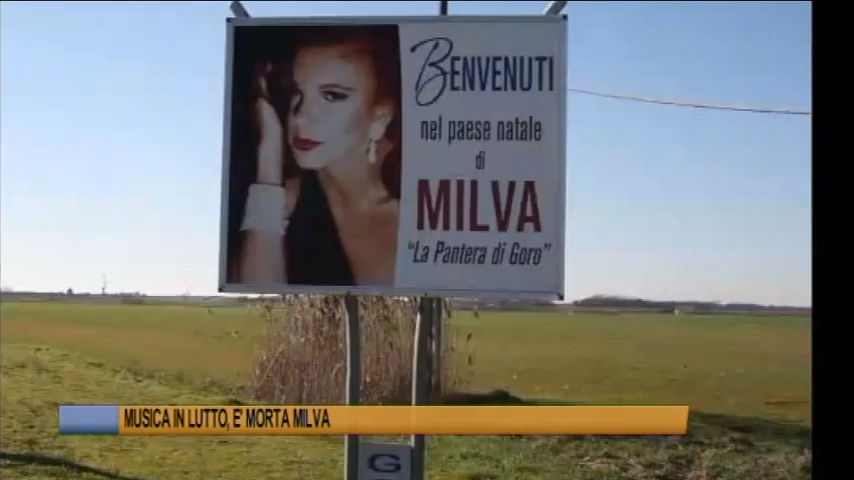 BENVENUTI
nel paese natale
di
MILVA
"La Pantera di Goro"
MUSICA IN LUTTO, E' MORTA MILVA
G